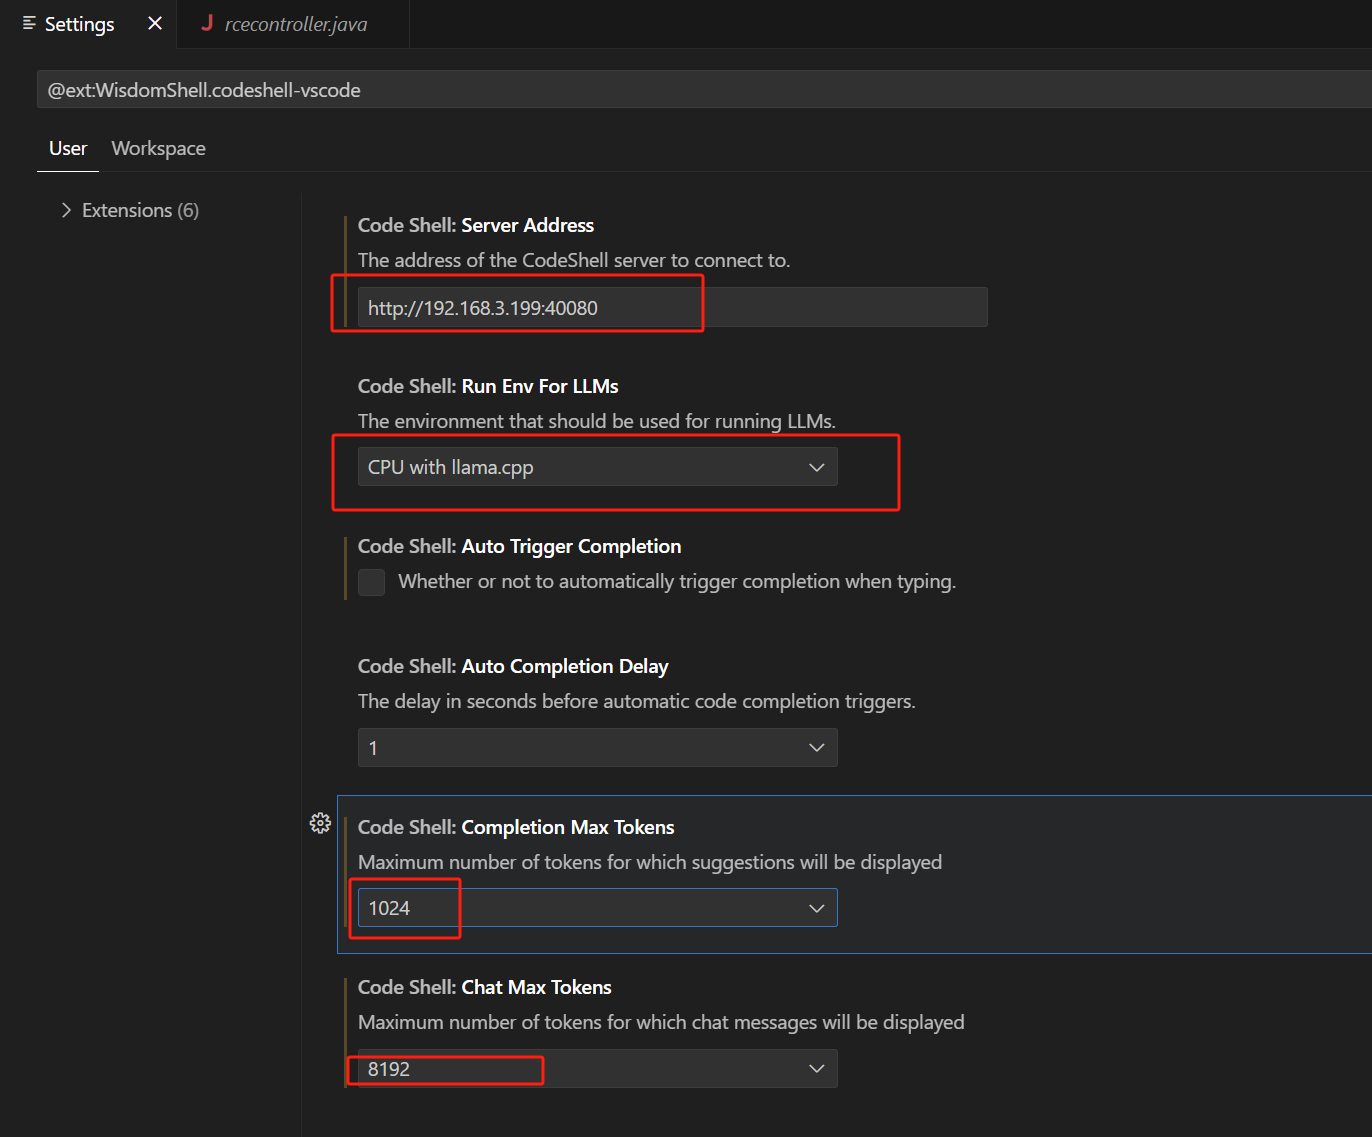 Settings
J rcecontroller.java
@ext:WisdomShell.codeshell-vscode
User Workspace
Extensions (6)
Code Shell: Server Address
The address of the CodeShell server to connect to.
http://192.168.3.199:40080
Code Shell: Run Env For LLMs
The environment that should be used for running LLMs.
CPU with llama.cpp
Code Shell: Auto Trigger Completion
Whether or not to automatically trigger completion when typing.
Code Shell: Auto Completion Delay
The delay in seconds before automatic code completion triggers.
1
Code Shell: Completion Max Tokens
Maximum number of tokens for which suggestions will be displayed
1024
Code Shell: Chat Max Tokens
Maximum number of tokens for which chat messages will be displayed
8192